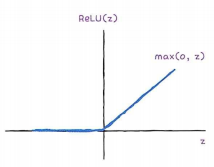 ReLU(z)
max(0, z)
z